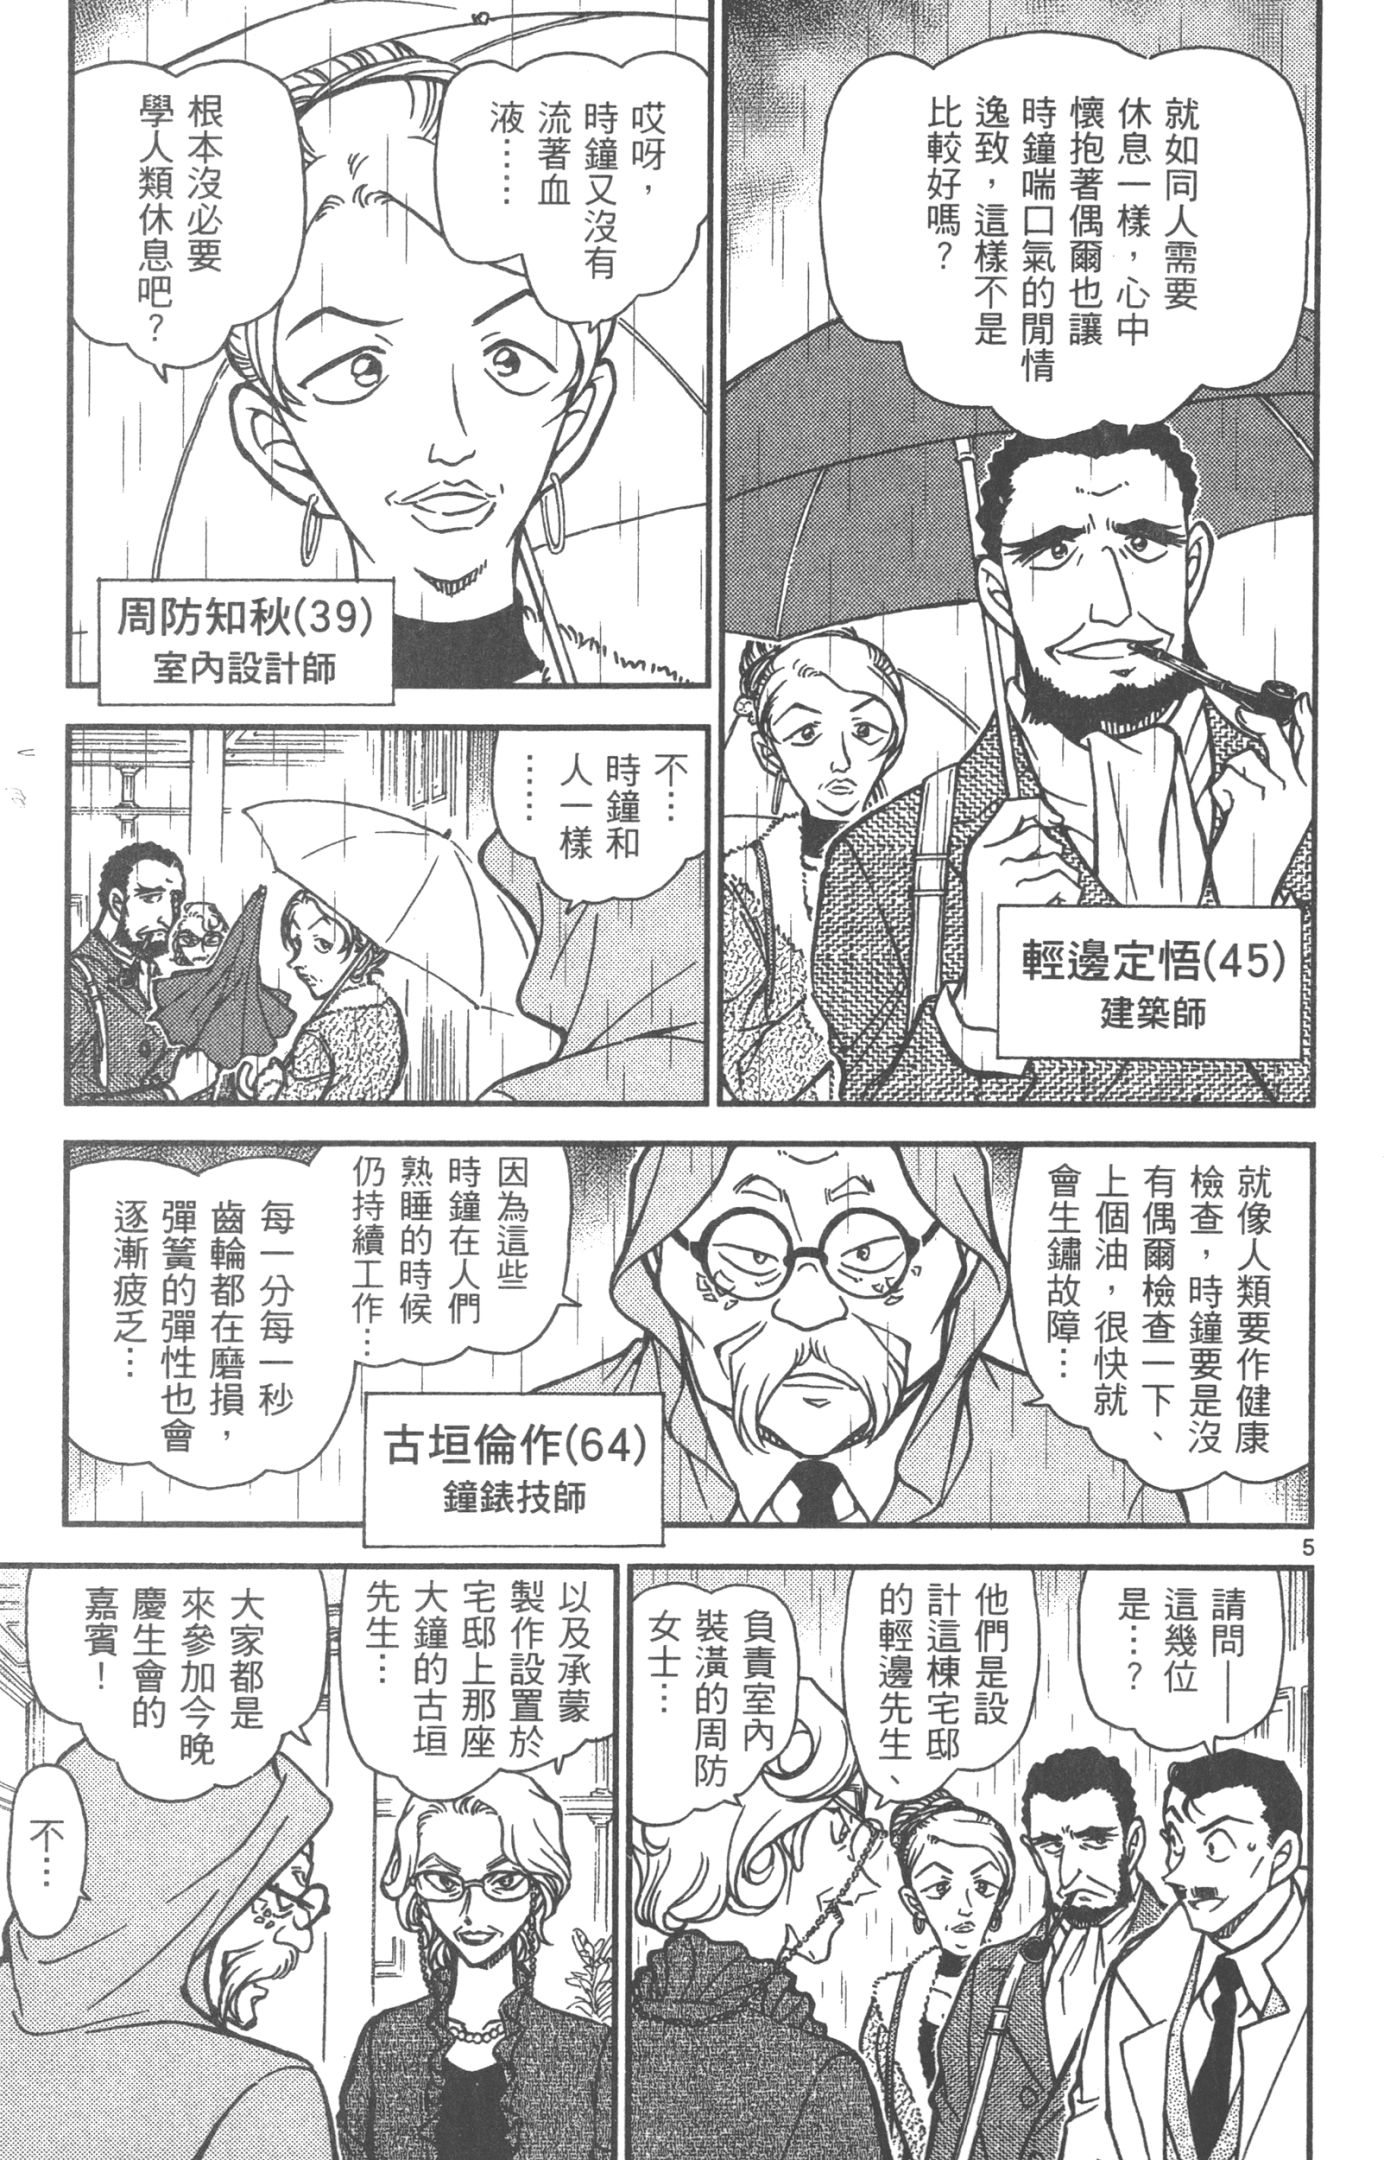 就如同人需要
休息一樣，心中
懷抱著偶爾也讓
時鐘喘口氣的閒情
逸致，這樣不是
比較好嗎？
輕邊定悟(45)
建築師
哎呀，
時鐘又沒有
流著血
液……
根本沒必要
學人類休息吧？
周防知秋(39)
室內設計師
不…
時鐘和
人一樣
……
就像人類要作健康
檢查，時鐘要是沒
有偶爾檢查一下、
上個油，很快就
會生鏽故障…
因為這些
時鐘在人們
熟睡的時候
仍持續工作…
每一分每一秒
齒輪都在磨損，
彈簧的彈性也會
逐漸疲乏…
古垣倫作(64)
鐘錶技師
5
請問——
這幾位
是…？
他們是設
計這棟宅邸
的輕邊先生、
負責室內
裝潢的周防
女士…
以及承蒙
製作設置於
宅邸上那座
大鐘的古垣
先生…
大家都是
來參加今晚
慶生會的
嘉賓！
不…